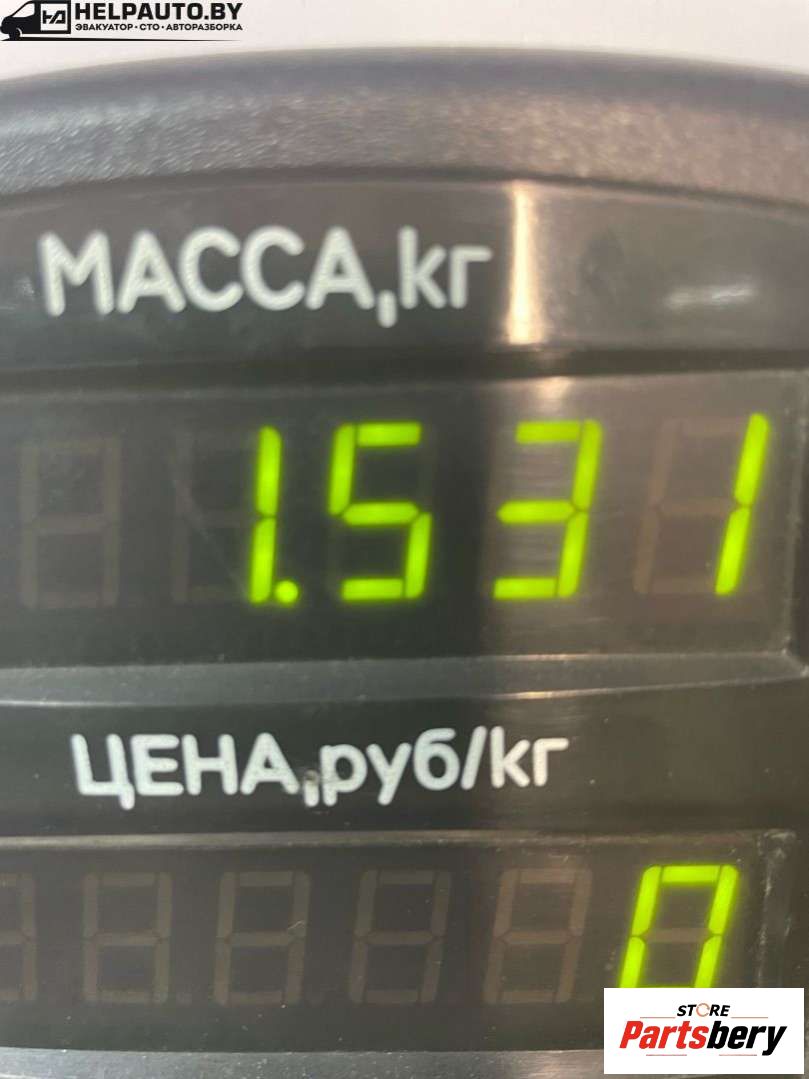 HELPAUTO.BY
ЭВАКУАТОР · СТО · АВТОРАЗБОРКА
МАССА,кг
1.531
ЦЕНА,руб/кг
0
STORE
Partsbery